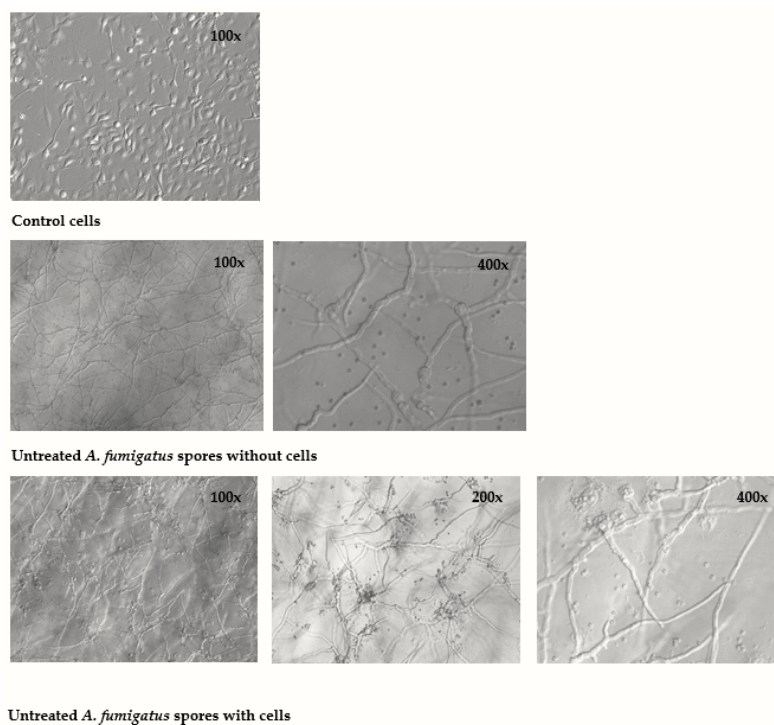 100x
Control cells
100x
400x
Untreated A. fumigatus spores without cells
100x
200x
400x
Untreated A. fumigatus spores with cells